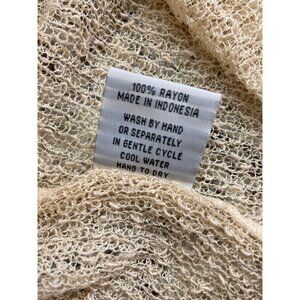 100% RAYON
MADE IN INDONESIA
WASH BY HAND
OR SEPARATELY
IN GENTLE CYCLE
COOL WATER
HANG TO DRY